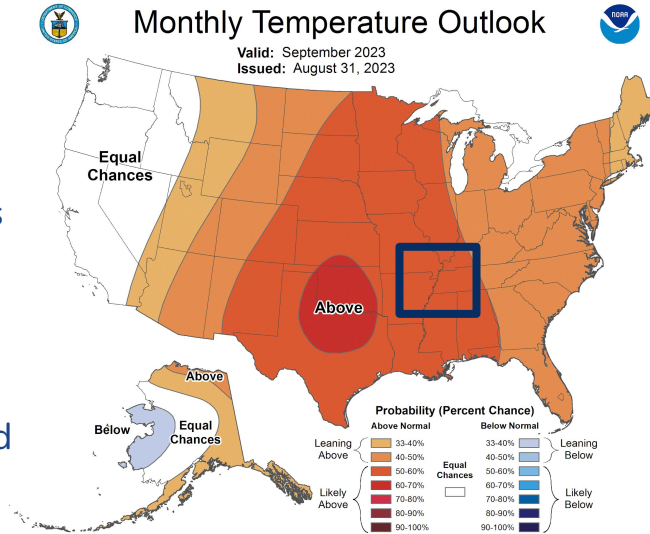 Monthly Temperature Outlook
NOAA
Valid: September 2023
Issued: August 31, 2023
Equal
Chances
s
Above
Above
Below
Equal
Chances
d
Probability (Percent Chance)
Above Normal
Below Normal
Leaning
Above
33-40%
40-50%
Likely
Above
50-60%
60-70%
70-80%
80-90%
90-100%
Equal
Chances
33-40%
40-50%
Leaning
Below
50-60%
60-70%
70-80%
80-90%
90-100%
Likely
Below